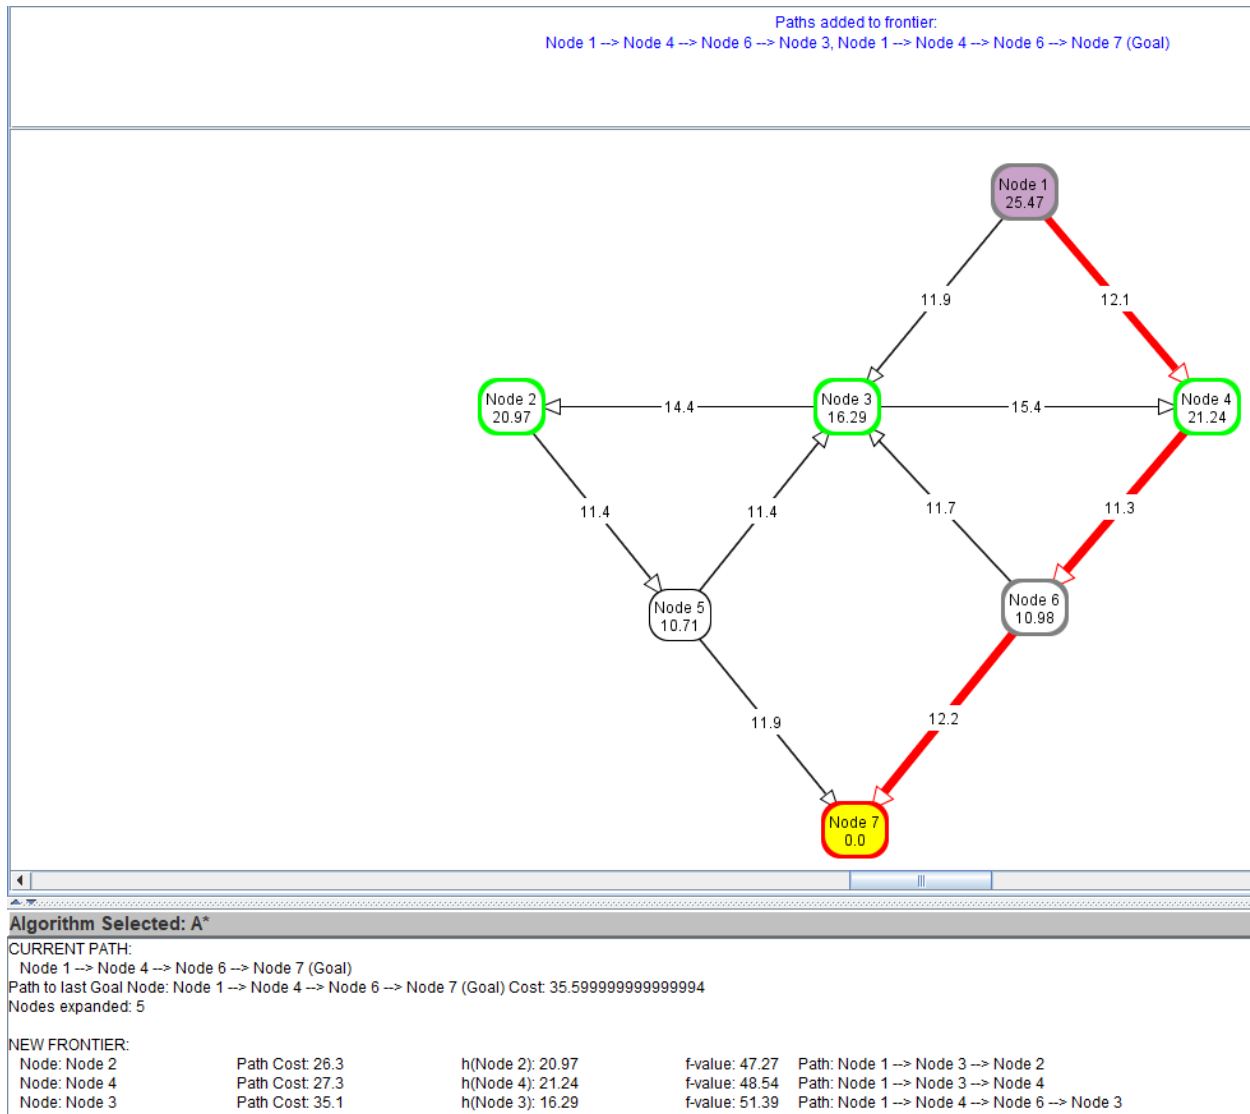 Paths added to frontier:
Node 1 --> Node 4 --> Node 6 --> Node 3, Node 1 --> Node 4 --> Node 6 --> Node 7 (Goal)
Node 1
25.47
11.9
12.1
Node 2
20.97
14.4
Node 3
16.29
15.4
Node 4
21.24
11.4
11.4
11.7
11.3
Node 5
10.71
Node 6
10.98
11.9
12.2
Node 7
0.0
Algorithm Selected: A*
CURRENT PATH:
Node 1 --> Node 4 --> Node 6 --> Node 7 (Goal)
Path to last Goal Node: Node 1 --> Node 4 --> Node 6 --> Node 7 (Goal) Cost: 35.599999999999994
Nodes expanded: 5
NEW FRONTIER:
Node: Node 2 Path Cost: 26.3 h(Node 2): 20.97 f-value: 47.27 Path: Node 1 --> Node 3 --> Node 2
Node: Node 4 Path Cost: 27.3 h(Node 4): 21.24 f-value: 48.54 Path: Node 1 --> Node 3 --> Node 4
Node: Node 3 Path Cost: 35.1 h(Node 3): 16.29 f-value: 51.39 Path: Node 1 --> Node 4 --> Node 6 --> Node 3